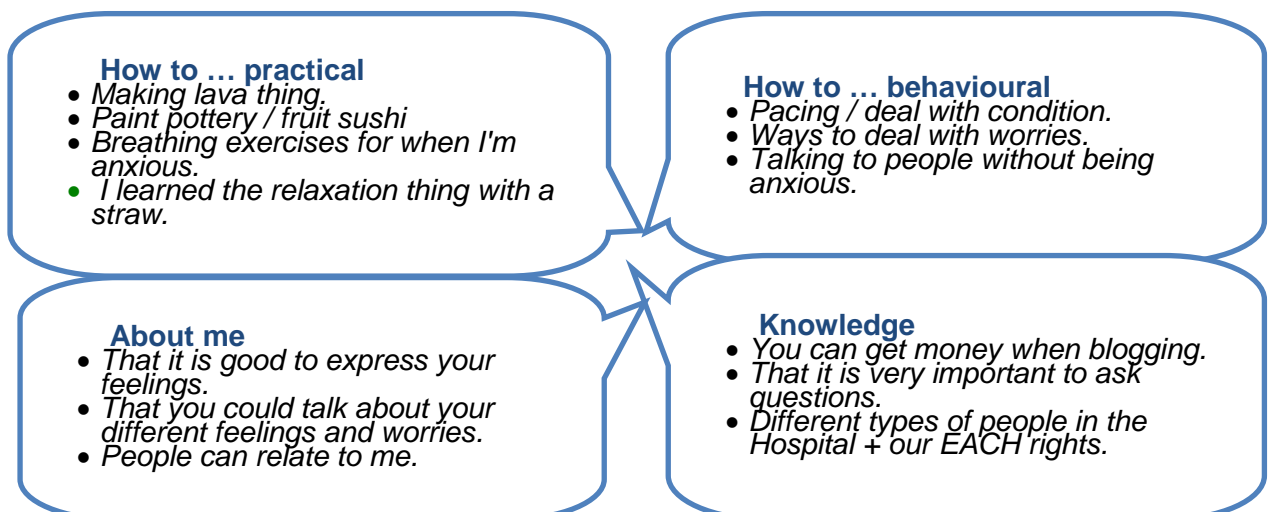 How to … practical
• Making lava thing.
• Paint pottery / fruit sushi
• Breathing exercises for when I'm
anxious.
• I learned the relaxation thing with a
straw.
How to … behavioural
• Pacing / deal with condition.
• Ways to deal with worries.
• Talking to people without being
anxious.
About me
• That it is good to express your
feelings.
• That you could talk about your
different feelings and worries.
• People can relate to me.
Knowledge
• You can get money when blogging.
• That it is very important to ask
questions.
• Different types of people in the
Hospital + our EACH rights.